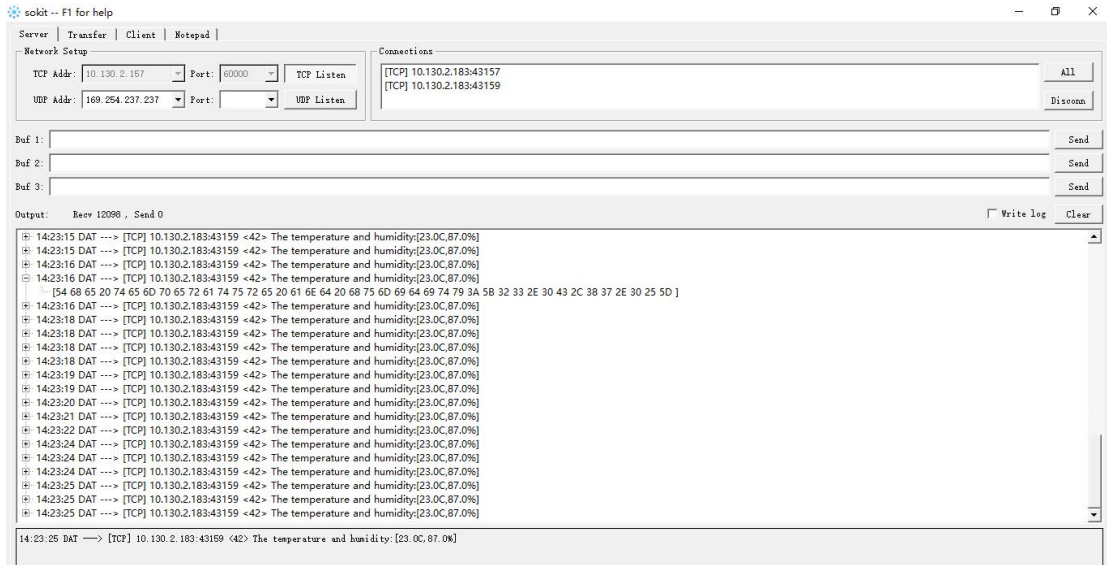 sokit -- F1 for help
Server Transfer Client Notepad
Network Setup
TCP Addr: 10.130.2.157 Port: 60000 TCP Listen
UDP Addr: 169.254.237.237 Port: UDP Listen
Connections
[TCP] 10.130.2.183:43157
[TCP] 10.130.2.183:43159
All
Disconn
Buf 1: Send
Buf 2: Send
Buf 3: Send
Output: Recv 12098 , Send 0 Write log Clear
14:23:15 DAT ---> [TCP] 10.130.2.183:43159 <42> The temperature and humidity:[23.0C,87.0%]
14:23:15 DAT ---> [TCP] 10.130.2.183:43159 <42> The temperature and humidity:[23.0C,87.0%]
14:23:16 DAT ---> [TCP] 10.130.2.183:43159 <42> The temperature and humidity:[23.0C,87.0%]
14:23:16 DAT ---> [TCP] 10.130.2.183:43159 <42> The temperature and humidity:[23.0C,87.0%]
[54 68 65 20 74 65 6D 70 65 72 61 74 75 72 65 20 61 6E 64 20 68 75 6D 69 64 69 74 79 3A 5B 32 33 2E 30 43 2C 38 37 2E 30 25 5D ]
14:23:16 DAT ---> [TCP] 10.130.2.183:43159 <42> The temperature and humidity:[23.0C,87.0%]
14:23:18 DAT ---> [TCP] 10.130.2.183:43159 <42> The temperature and humidity:[23.0C,87.0%]
14:23:18 DAT ---> [TCP] 10.130.2.183:43159 <42> The temperature and humidity:[23.0C,87.0%]
14:23:18 DAT ---> [TCP] 10.130.2.183:43159 <42> The temperature and humidity:[23.0C,87.0%]
14:23:18 DAT ---> [TCP] 10.130.2.183:43159 <42> The temperature and humidity:[23.0C,87.0%]
14:23:19 DAT ---> [TCP] 10.130.2.183:43159 <42> The temperature and humidity:[23.0C,87.0%]
14:23:19 DAT ---> [TCP] 10.130.2.183:43159 <42> The temperature and humidity:[23.0C,87.0%]
14:23:20 DAT ---> [TCP] 10.130.2.183:43159 <42> The temperature and humidity:[23.0C,87.0%]
14:23:21 DAT ---> [TCP] 10.130.2.183:43159 <42> The temperature and humidity:[23.0C,87.0%]
14:23:22 DAT ---> [TCP] 10.130.2.183:43159 <42> The temperature and humidity:[23.0C,87.0%]
14:23:24 DAT ---> [TCP] 10.130.2.183:43159 <42> The temperature and humidity:[23.0C,87.0%]
14:23:24 DAT ---> [TCP] 10.130.2.183:43159 <42> The temperature and humidity:[23.0C,87.0%]
14:23:24 DAT ---> [TCP] 10.130.2.183:43159 <42> The temperature and humidity:[23.0C,87.0%]
14:23:25 DAT ---> [TCP] 10.130.2.183:43159 <42> The temperature and humidity:[23.0C,87.0%]
14:23:25 DAT ---> [TCP] 10.130.2.183:43159 <42> The temperature and humidity:[23.0C,87.0%]
14:23:25 DAT ---> [TCP] 10.130.2.183:43159 <42> The temperature and humidity:[23.0C,87.0%]
14:23:25 DAT ---> [TCP] 10.130.2.183:43159 <42> The temperature and humidity:[23.0C,87.0%]